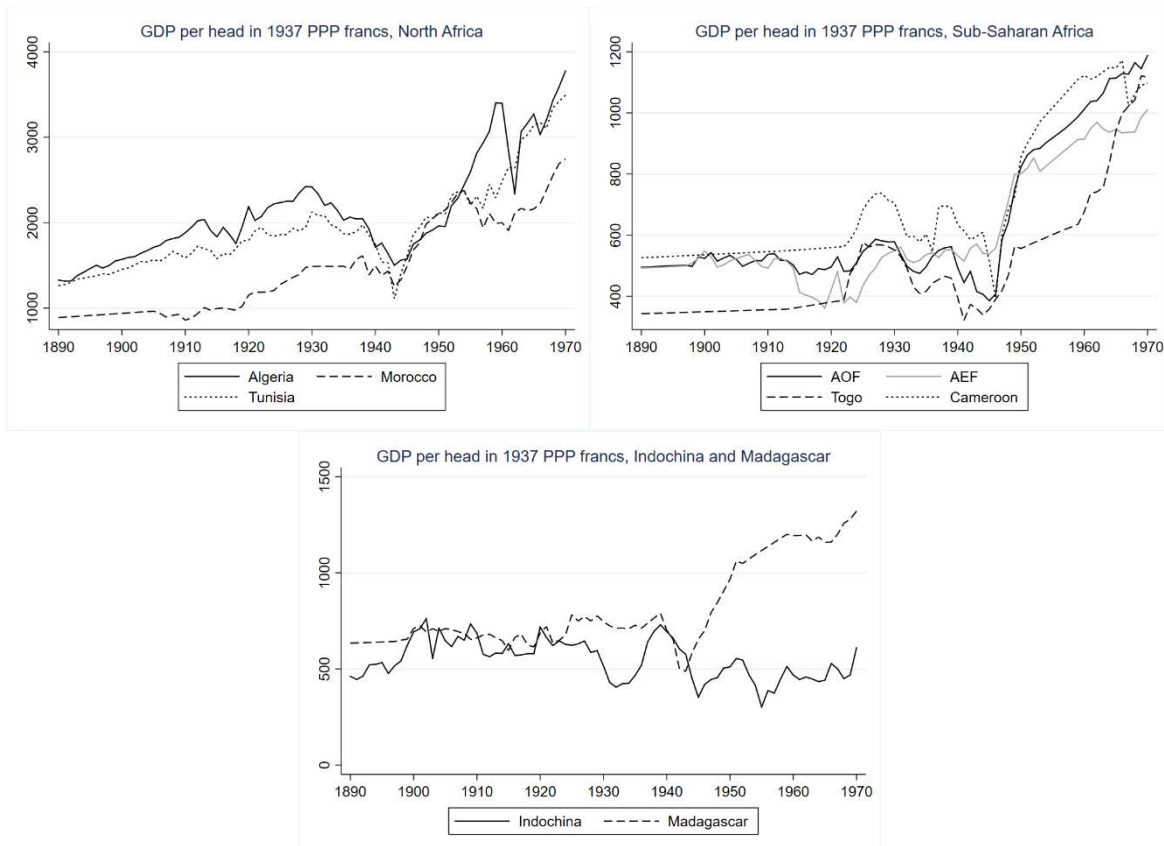 GDP per head in 1937 PPP francs, North Africa
4000
3000
2000
1000
1890 1900 1910 1920 1930 1940 1950 1960 1970
Algeria Morocco
Tunisia
GDP per head in 1937 PPP francs, Sub-Saharan Africa
1200
1000
800
600
400
1890 1900 1910 1920 1930 1940 1950 1960 1970
AOF AEF
Togo Cameroon
GDP per head in 1937 PPP francs, Indochina and Madagascar
1500
1000
500
0
1890 1900 1910 1920 1930 1940 1950 1960 1970
Indochina Madagascar